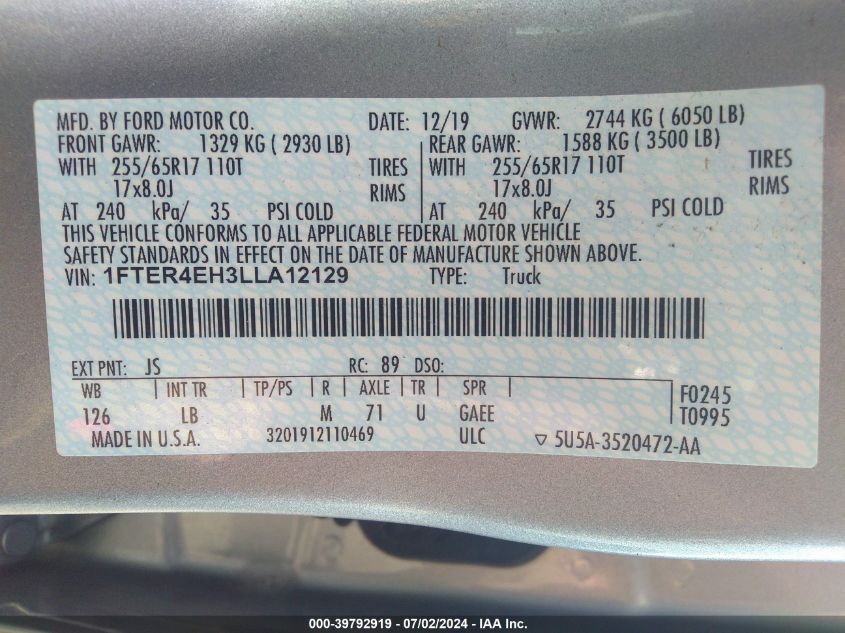 MFD. BY FORD MOTOR CO. DATE: 12/19 GVWR: 2744 KG ( 6050 LB)
FRONT GAWR: 1329 KG ( 2930 LB) REAR GAWR: 1588 KG ( 3500 LB)
WITH 255/65R17 110T TIRES WITH 255/65R17 110T TIRES
17x8.0J RIMS 17x8.0J RIMS
AT 240 kPa/ 35 PSI COLD AT 240 kPa/ 35 PSI COLD
THIS VEHICLE CONFORMS TO ALL APPLICABLE FEDERAL MOTOR VEHICLE
SAFETY STANDARDS IN EFFECT ON THE DATE OF MANUFACTURE SHOWN ABOVE.
VIN: 1FTER4EH3LLA12129 TYPE: Truck
EXT PNT: JS RC: 89 DSO:
WB INT TR TP/PS R AXLE TR SPR F0245
126 LB M 71 U GAEE T0995
MADE IN U.S.A. 3201912110469 ULC ▽ 5U5A-3520472-AA
000-39792919 / 07/02/2024 - IAA Inc.